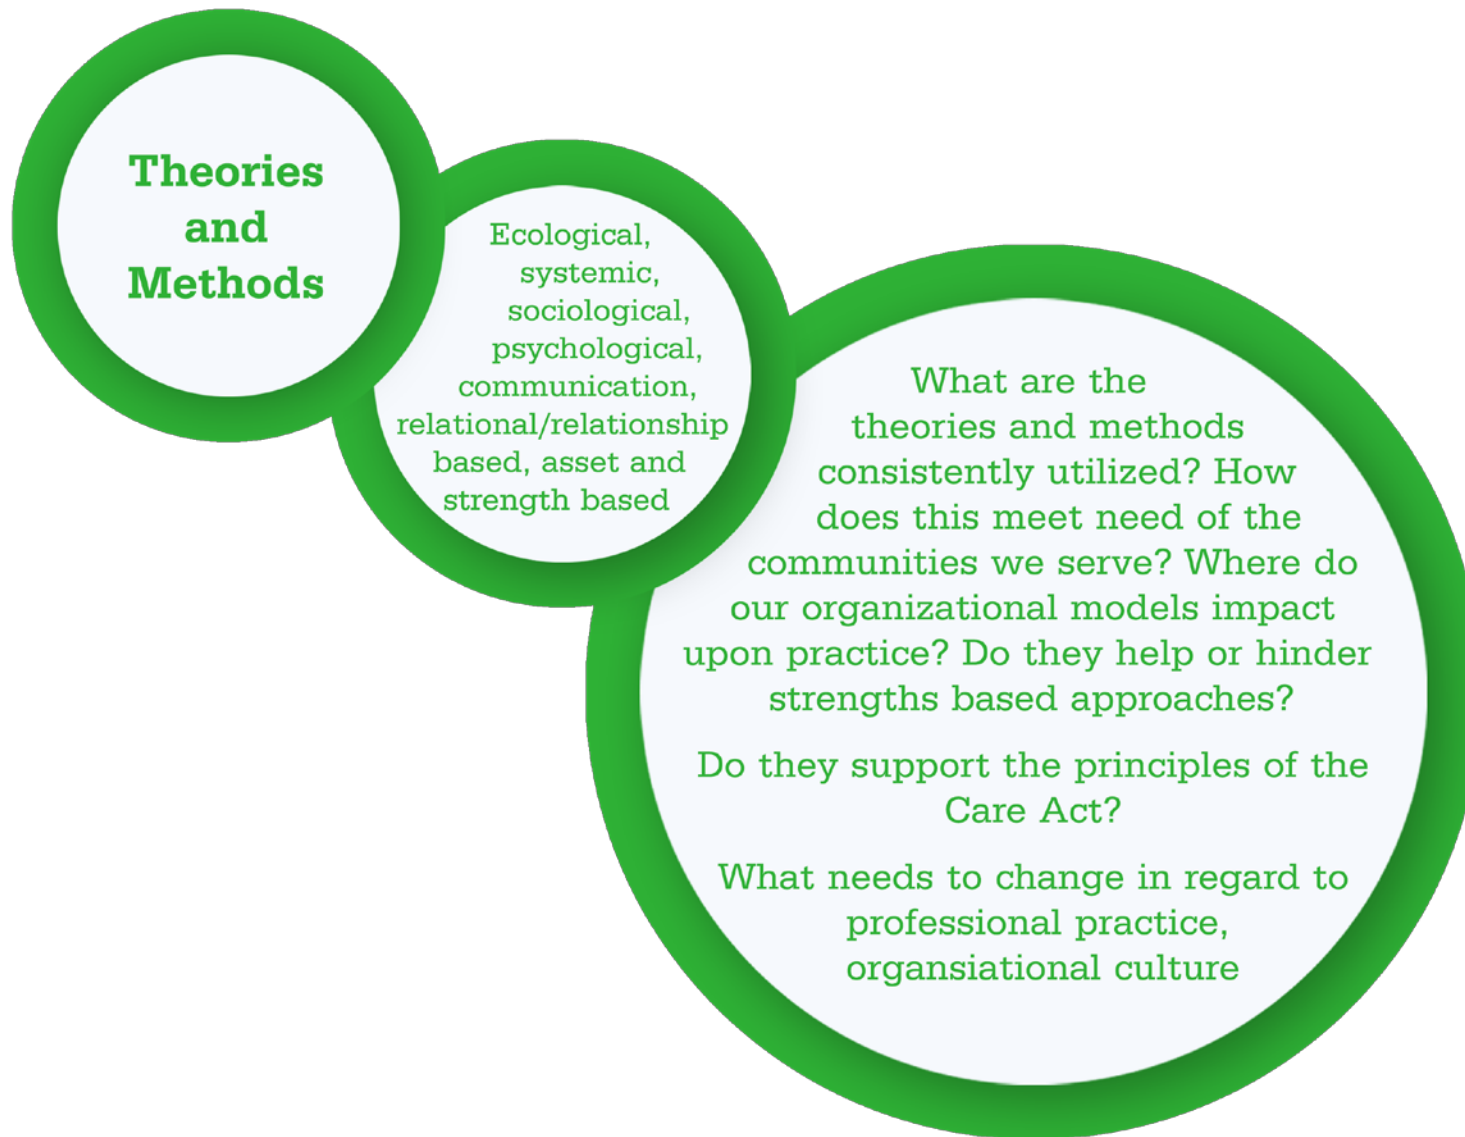 Theories
and
Methods
Ecological,
systemic,
sociological,
psychological,
communication,
relational/relationship
based, asset and
strength based
What are the
theories and methods
consistently utilized? How
does this meet need of the
communities we serve? Where do
our organizational models impact
upon practice? Do they help or hinder
strengths based approaches?
Do they support the principles of the
Care Act?
What needs to change in regard to
professional practice,
organsiational culture